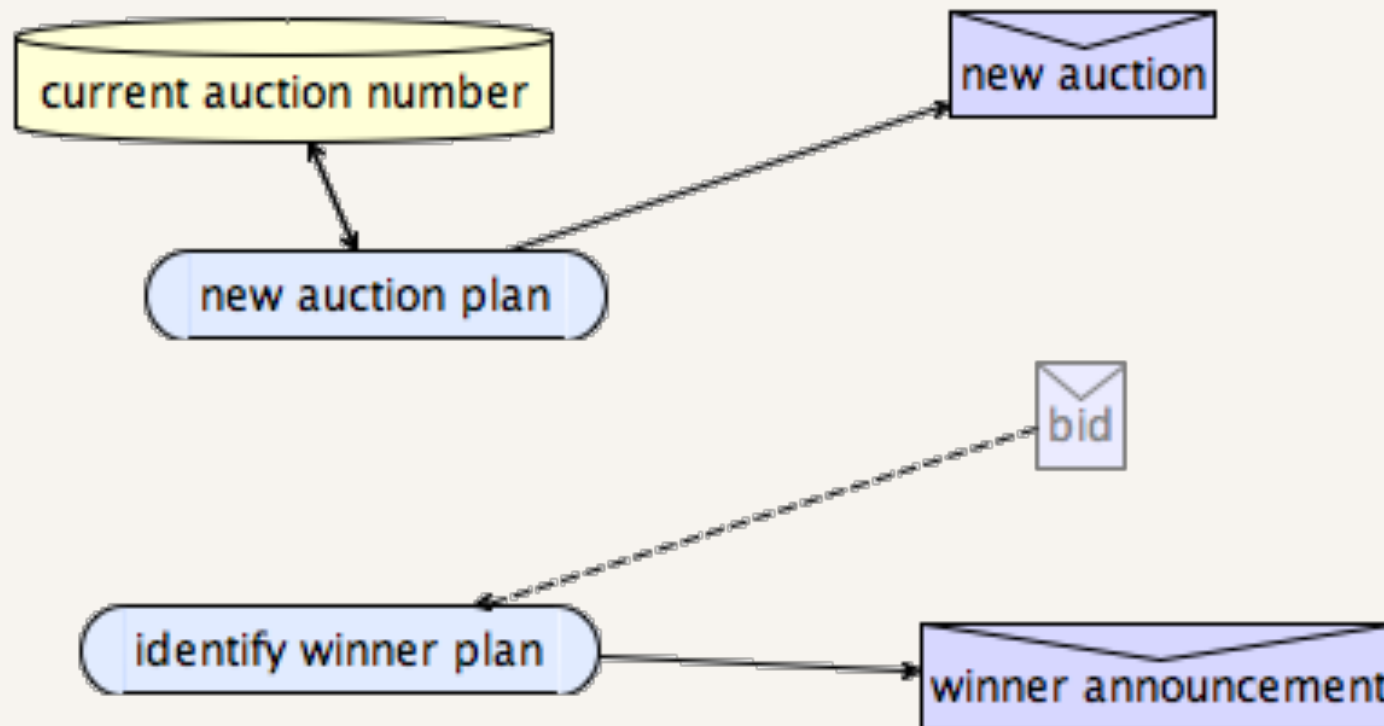 current auction number
new auction
new auction plan
bid
identify winner plan
winner announcement